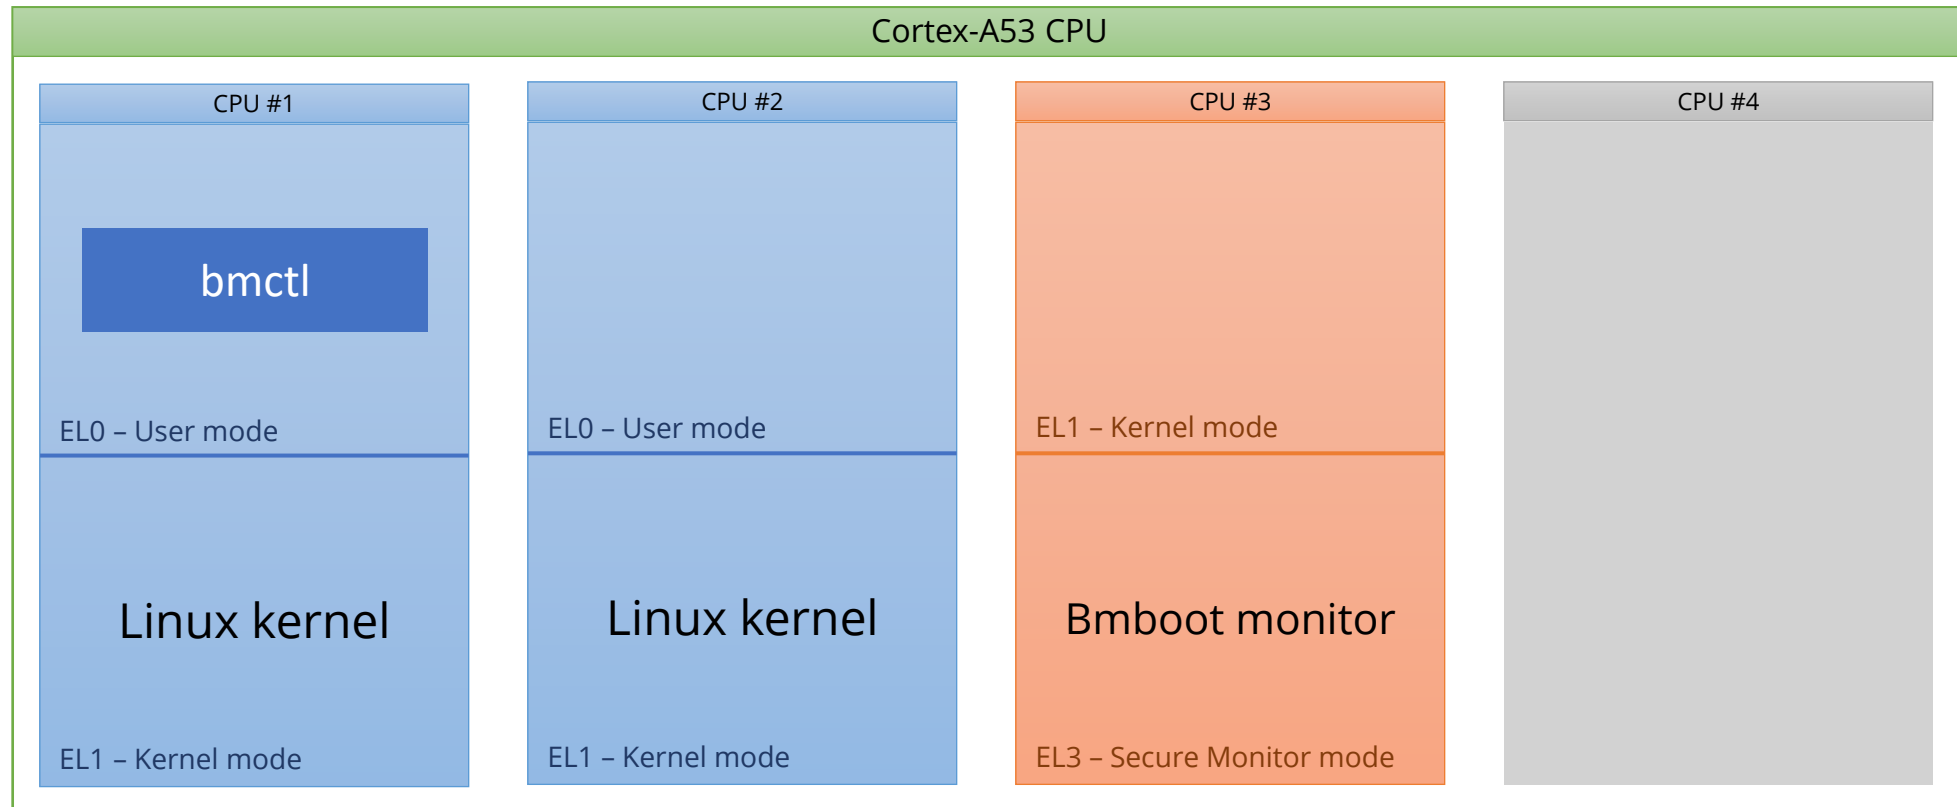 Cortex-A53 CPU
CPU #1
bmctl
EL0 – User mode
Linux kernel
EL1 – Kernel mode
CPU #2
EL0 – User mode
Linux kernel
EL1 – Kernel mode
CPU #3
EL1 – Kernel mode
Bmboot monitor
EL3 – Secure Monitor mode
CPU #4